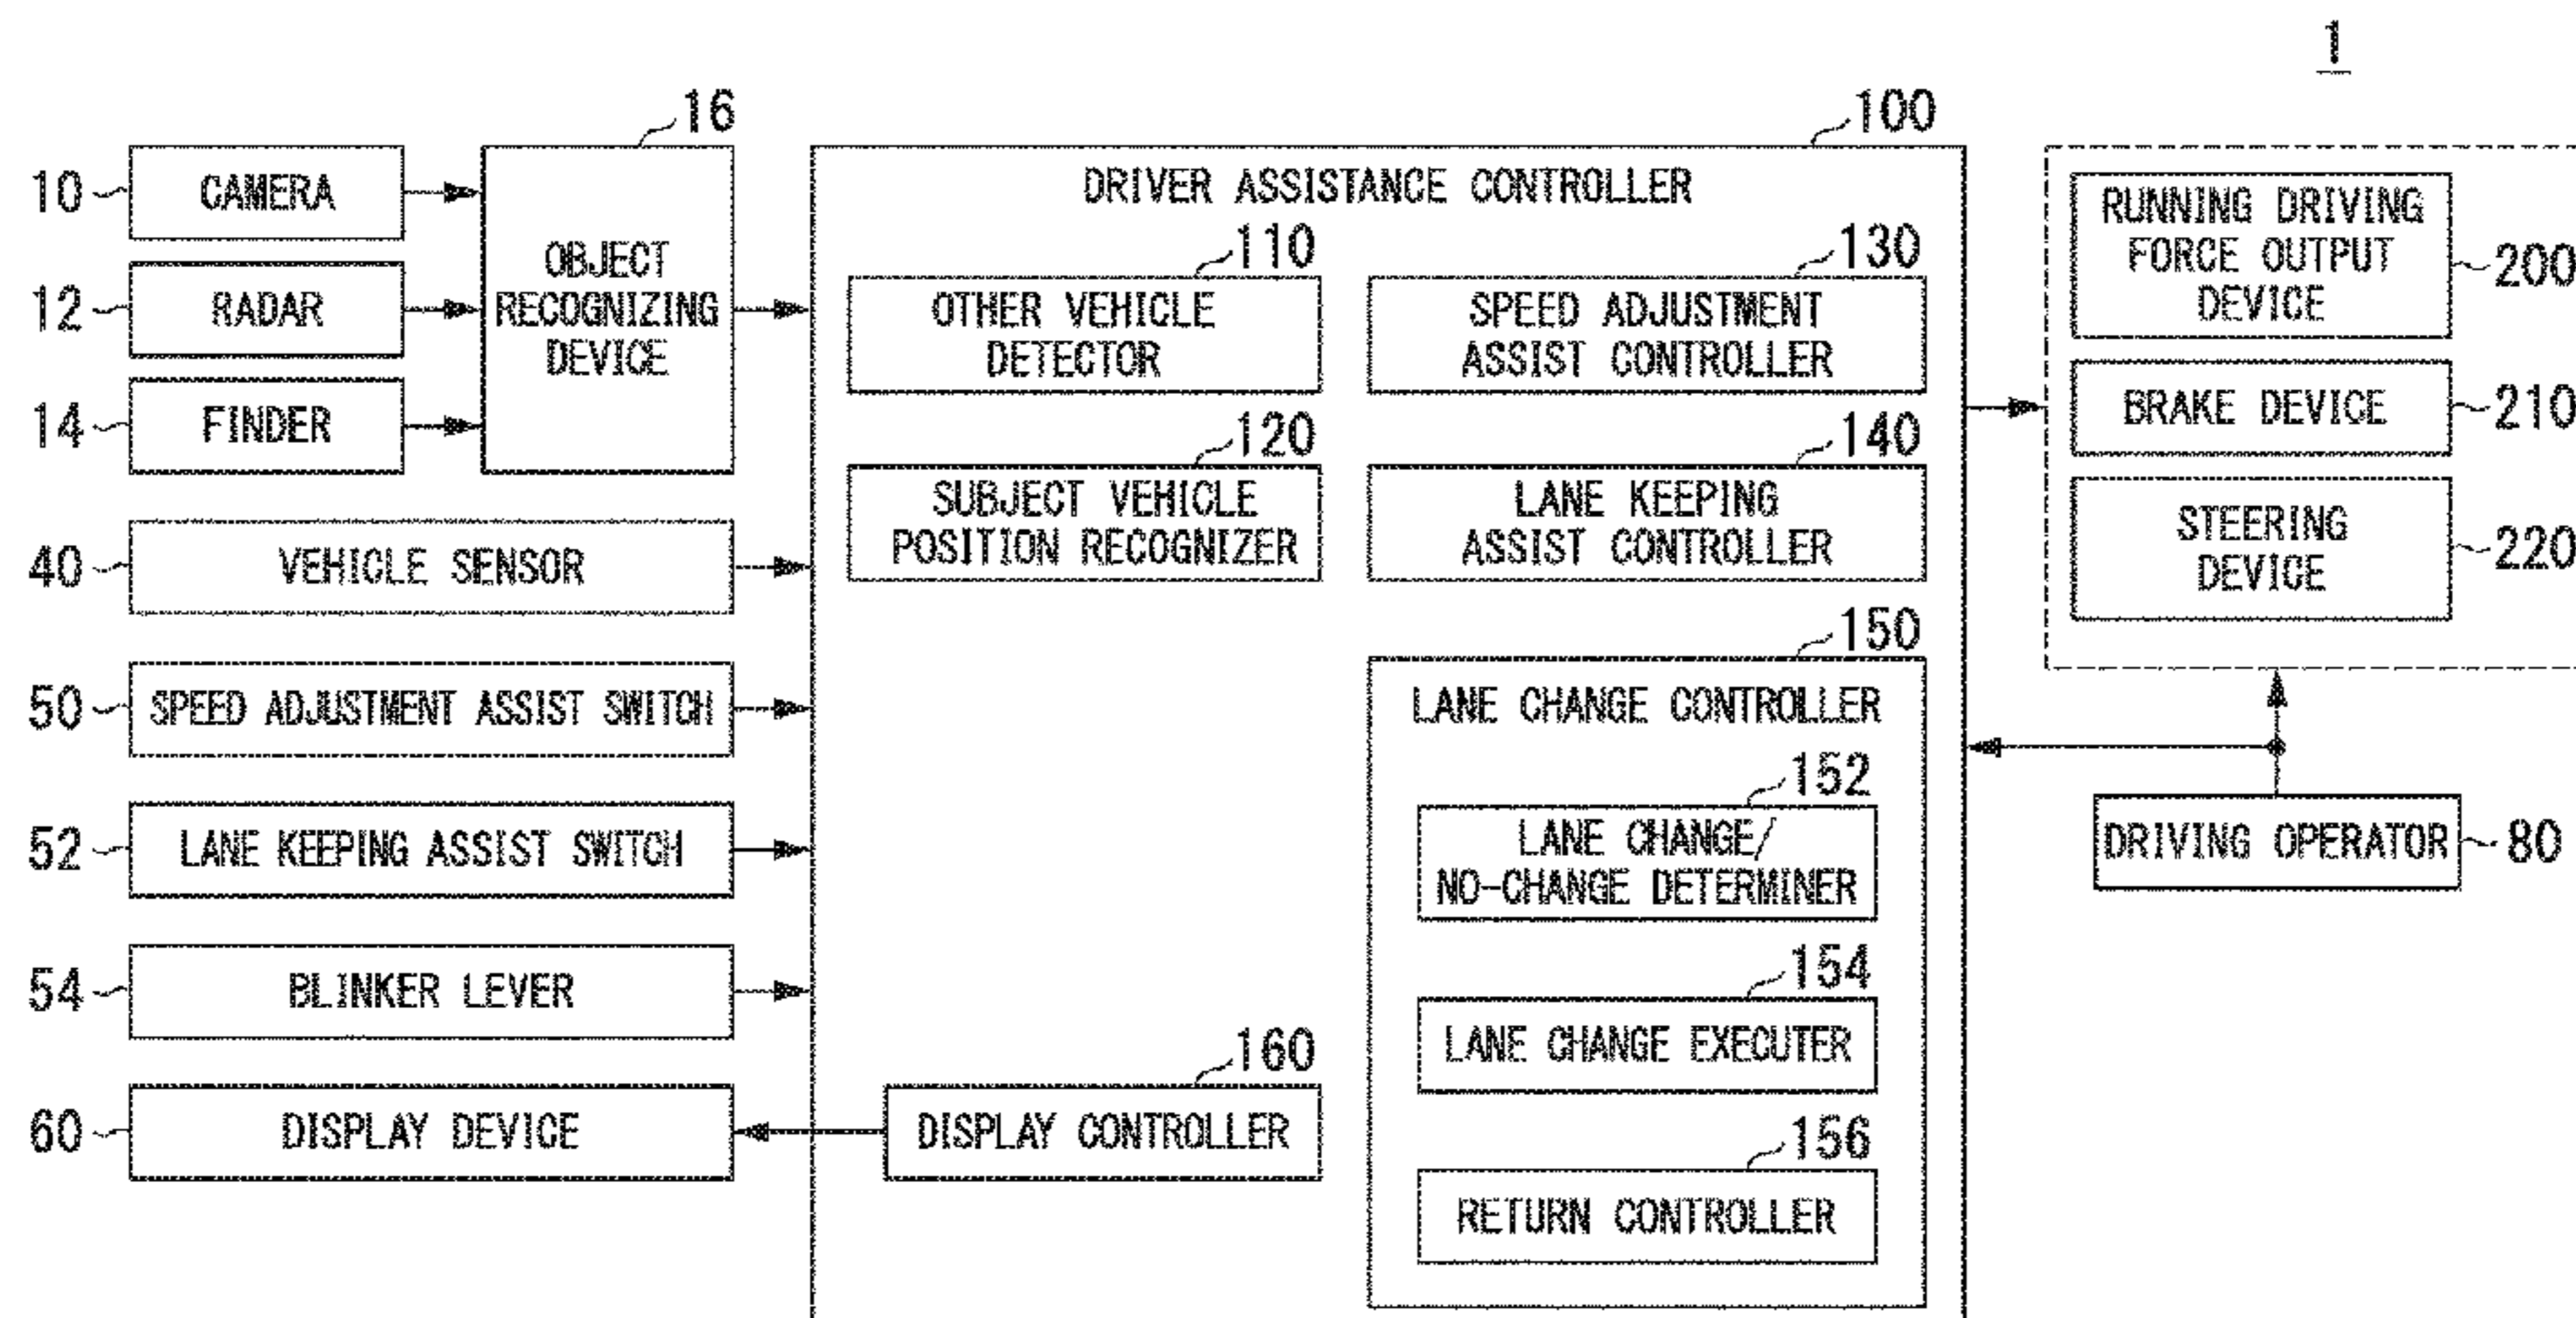 1
16
100
10
CAMERA
12
RADAR
14
FINDER
OBJECT
RECOGNIZING
DEVICE
40
VEHICLE SENSOR
50
SPEED ADJUSTMENT ASSIST SWITCH
52
LANE KEEPING ASSIST SWITCH
54
BLINKER LEVER
60
DISPLAY DEVICE
DRIVER ASSISTANCE CONTROLLER
110
OTHER VEHICLE
DETECTOR
120
SUBJECT VEHICLE
POSITION RECOGNIZER
130
SPEED ADJUSTMENT
ASSIST CONTROLLER
140
LANE KEEPING
ASSIST CONTROLLER
150
LANE CHANGE CONTROLLER
152
LANE CHANGE/
NO-CHANGE DETERMINER
154
LANE CHANGE EXECUTER
156
RETURN CONTROLLER
160
DISPLAY CONTROLLER
RUNNING DRIVING
FORCE OUTPUT
DEVICE
200
BRAKE DEVICE
210
STEERING
DEVICE
220
DRIVING OPERATOR
80